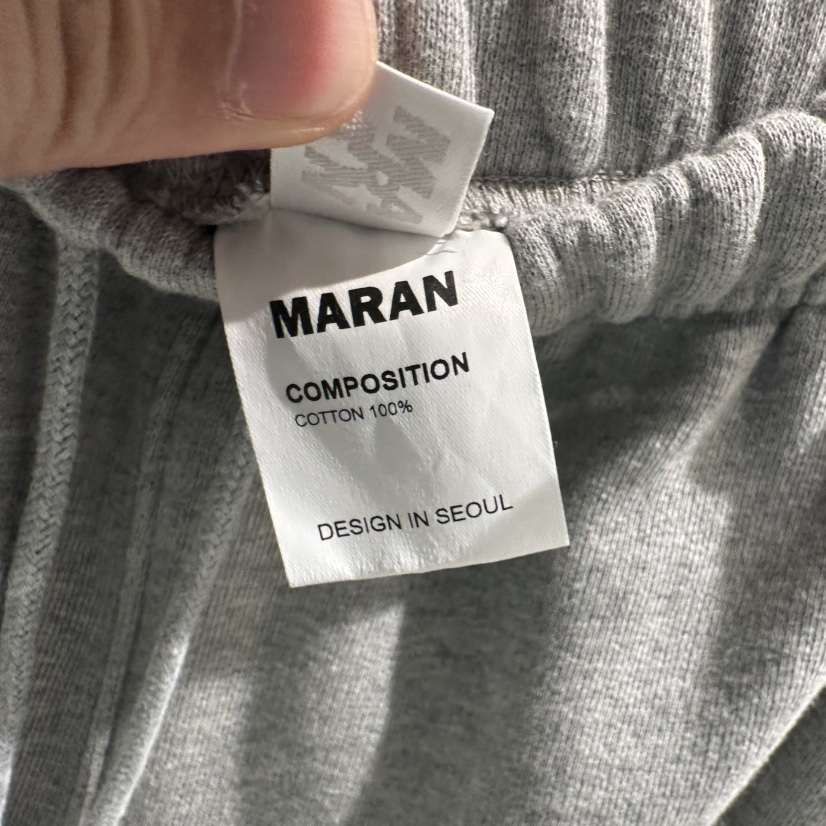 MARAN
COMPOSITION
COTTON 100%
DESIGN IN SEOUL